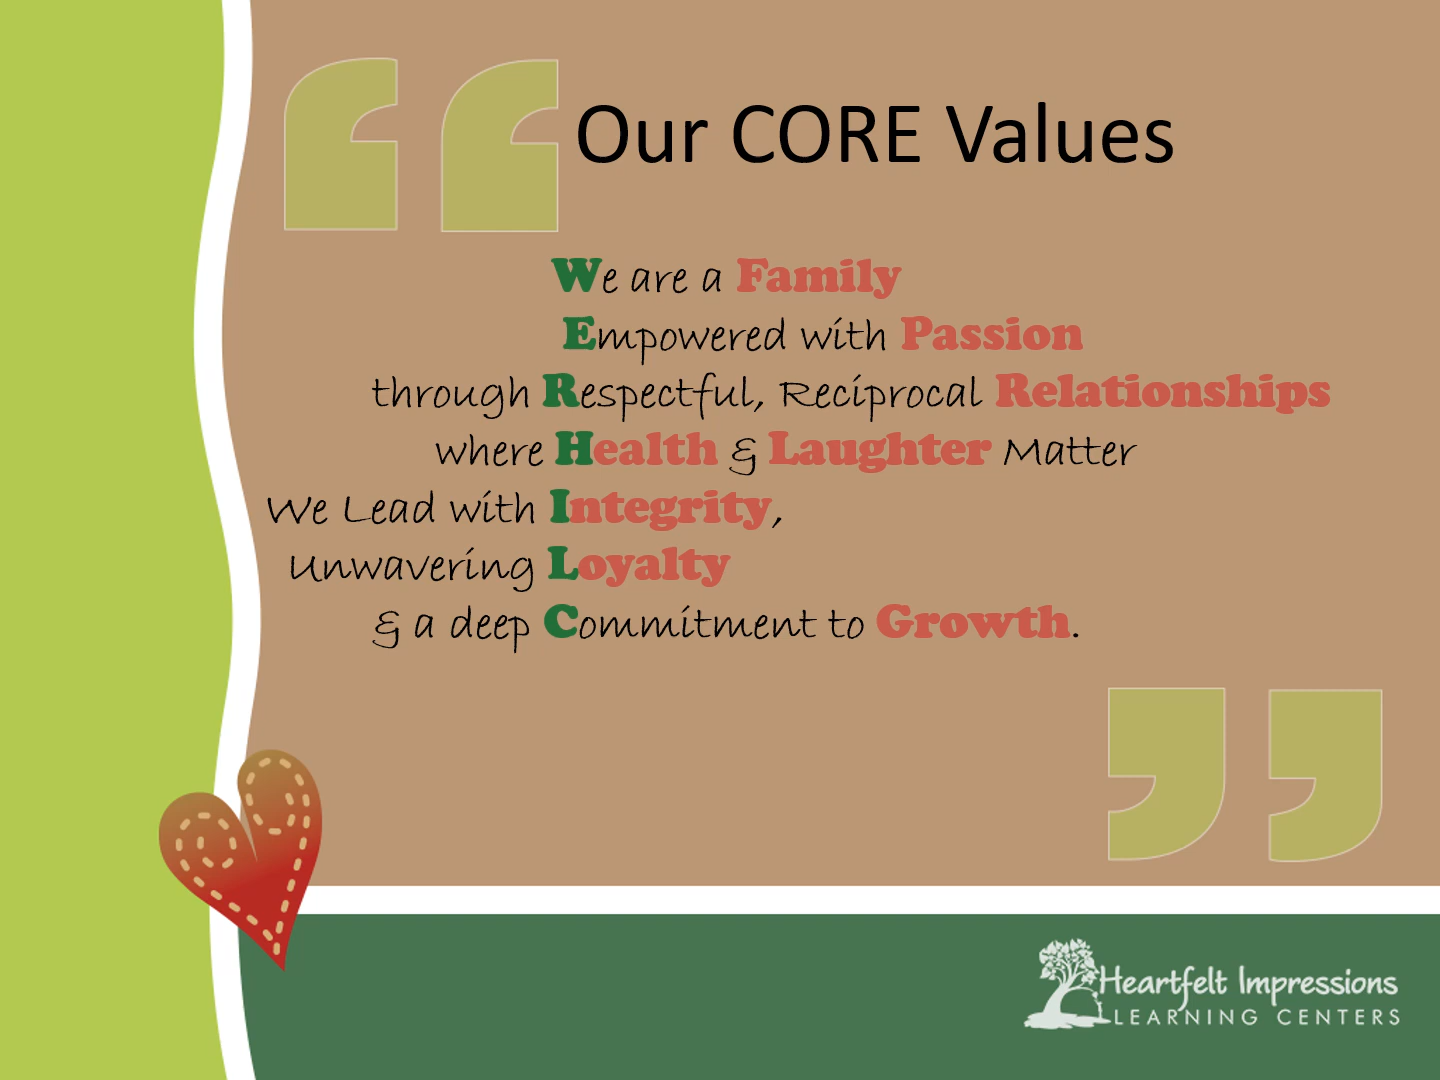 Our CORE Values
We are a Family
Empowered with Passion
through Respectful, Reciprocal Relationships
where Health & Laughter Matter
We Lead with Integrity,
Unwavering Loyalty
& a deep Commitment to Growth.
Heartfelt Impressions
LEARNING CENTERS